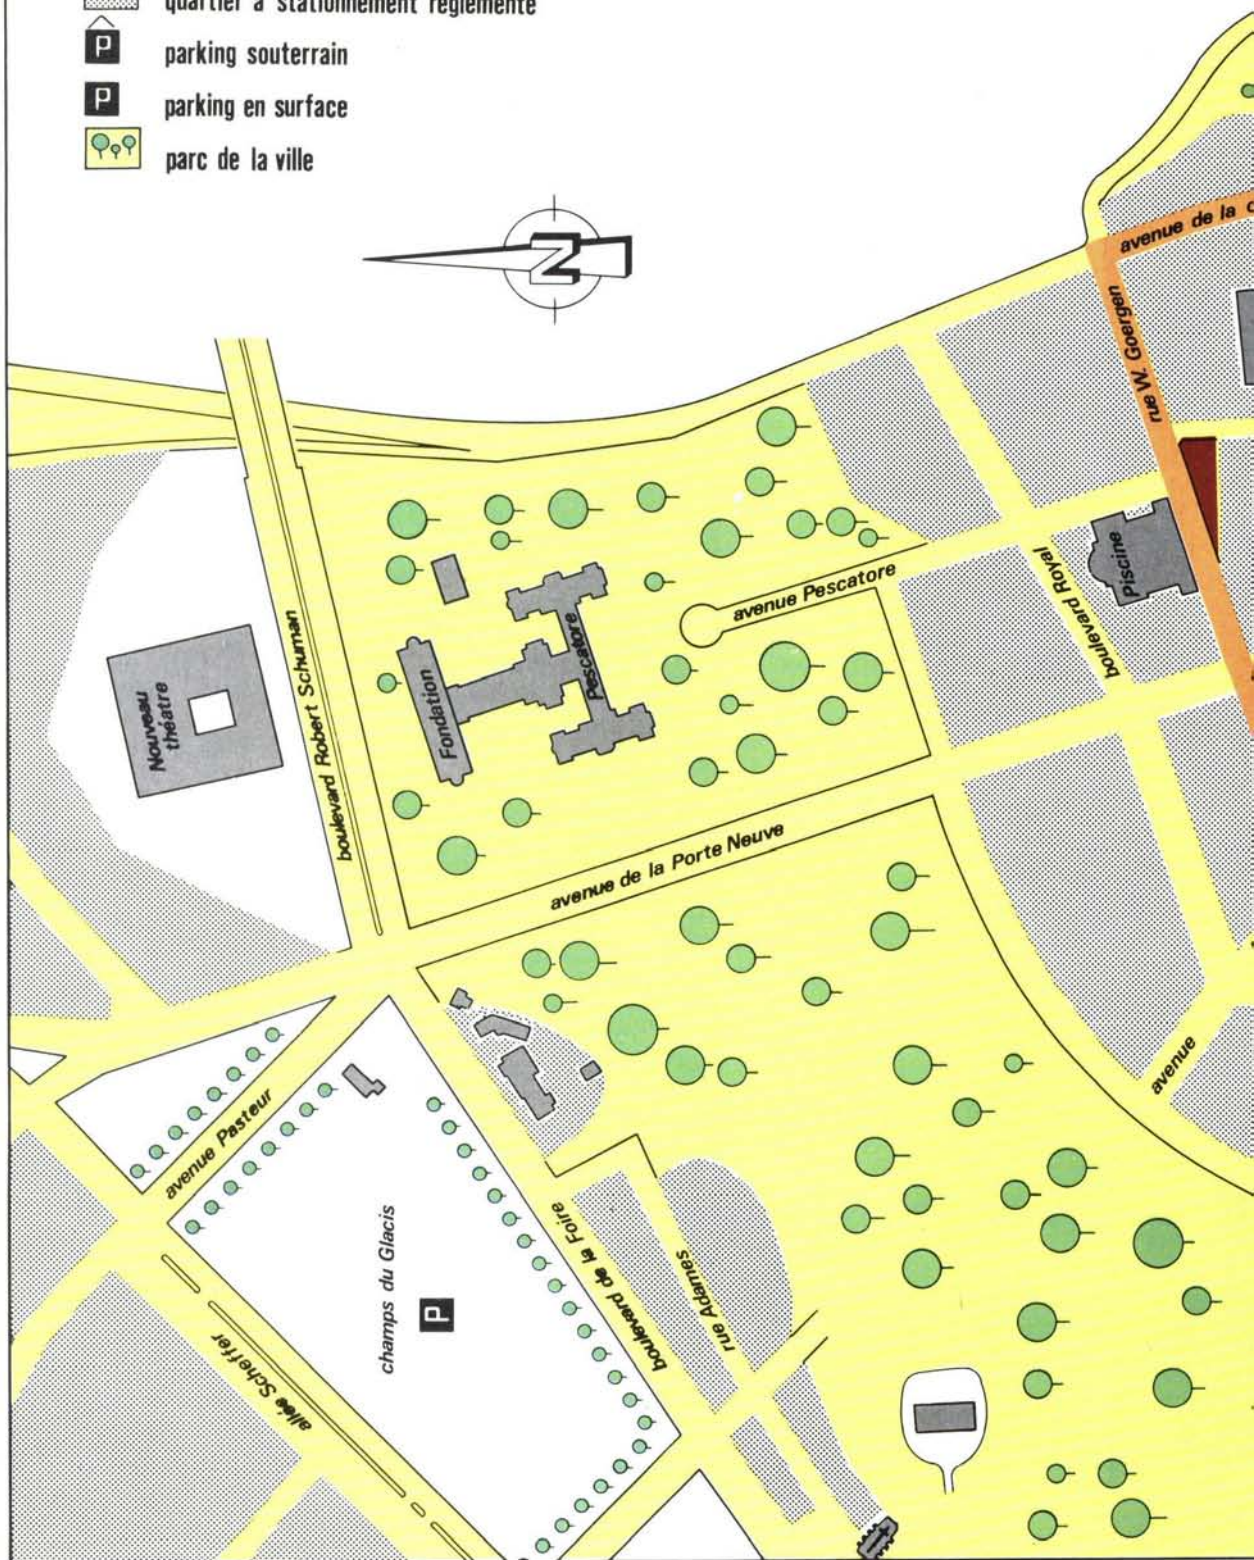 quartier à stationnement réglementé
P parking souterrain
P parking en surface
parc de la ville
N
avenue de la
rue W. Goergen
Piscine
boulevard Royal
avenue Pescatore
Fondation
Pescatore
boulevard Robert Schuman
Nouveau
théatre
avenue de la Porte Neuve
avenue
avenue Pasteur
champs du Glacis
P
boulevard de la Foire
rue Adames
allée Scheffer